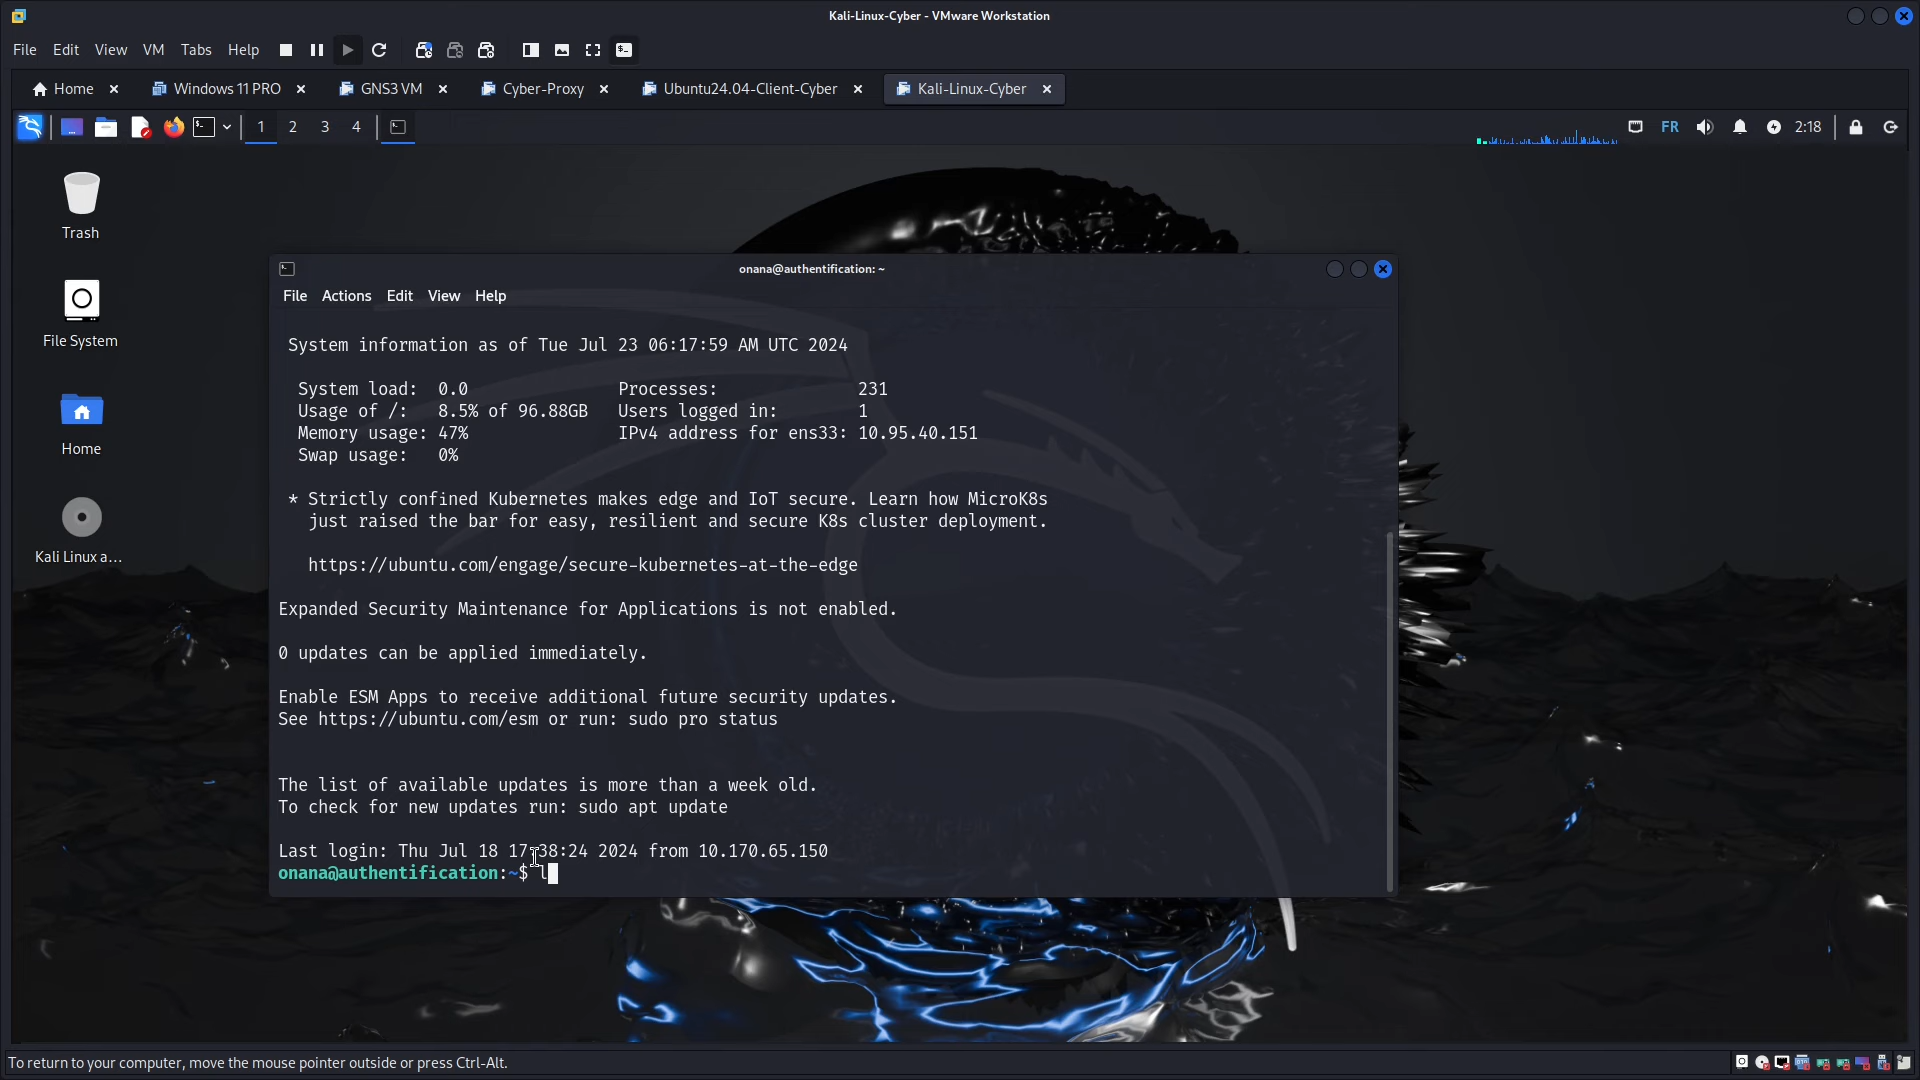 Kali-Linux-Cyber - VMware Workstation
File Edit View VM Tabs Help
Home Windows 11 PRO GNS3 VM Cyber-Proxy Ubuntu24.04-Client-Cyber Kali-Linux-Cyber
1 2 3 4 FR 2:18
Trash
File System
Home
Kali Linux a...
onana@authentification: ~
File Actions Edit View Help
System information as of Tue Jul 23 06:17:59 AM UTC 2024
System load: 0.0 Processes: 231
Usage of /: 8.5% of 96.88GB Users logged in: 1
Memory usage: 47% IPv4 address for ens33: 10.95.40.151
Swap usage: 0%
* Strictly confined Kubernetes makes edge and IoT secure. Learn how MicroK8s
just raised the bar for easy, resilient and secure K8s cluster deployment.
https://ubuntu.com/engage/secure-kubernetes-at-the-edge
Expanded Security Maintenance for Applications is not enabled.
0 updates can be applied immediately.
Enable ESM Apps to receive additional future security updates.
See https://ubuntu.com/esm or run: sudo pro status
The list of available updates is more than a week old.
To check for new updates run: sudo apt update
Last login: Thu Jul 18 17:38:24 2024 from 10.170.65.150
onana@authentification:~$ l
To return to your computer, move the mouse pointer outside or press Ctrl-Alt.